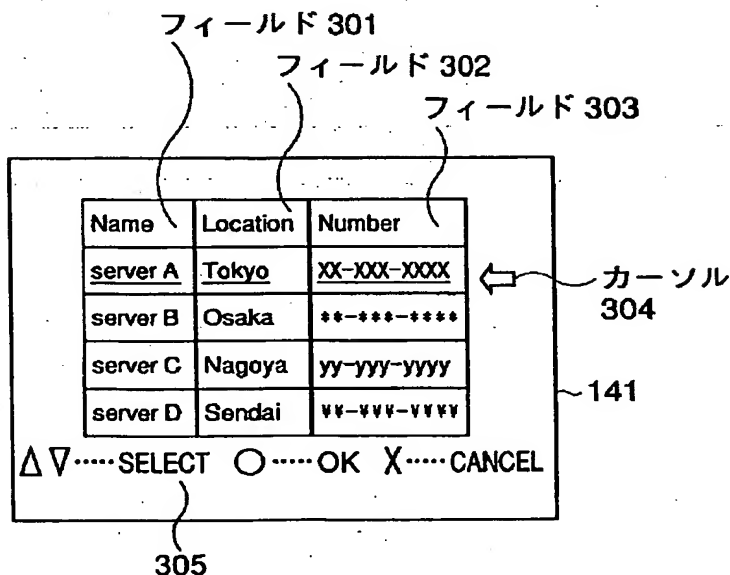 フィールド 301
フィールド 302
フィールド 303
Name Location Number
server A Tokyo XX-XXX-XXXX
カーソル
304
server B Osaka **-***-****
server C Nagoya yy-yyy-yyyy
141
server D Sendai ¥¥-¥¥¥-¥¥¥¥
△ ▽‥‥‥SELECT ○‥‥‥OK X‥‥‥CANCEL
305